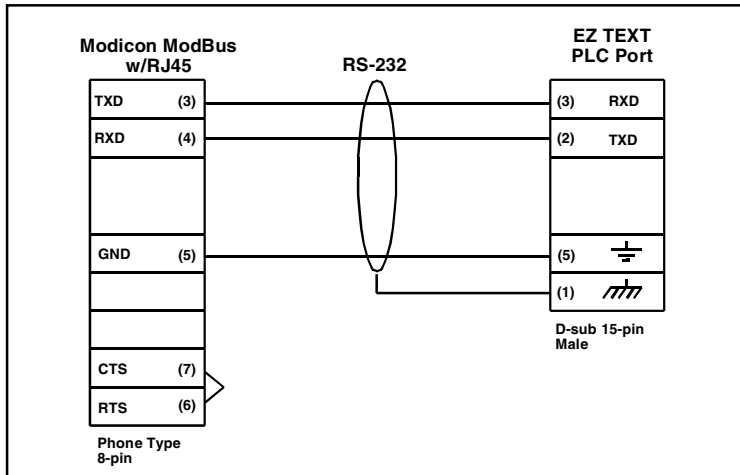 Modicon ModBus
w/RJ45
RS-232
EZ TEXT
PLC Port
TXD (3)
(3) RXD
RXD (4)
(2) TXD
GND (5)
(5)
(1)
D-sub 15-pin
Male
CTS (7)
RTS (6)
Phone Type
8-pin